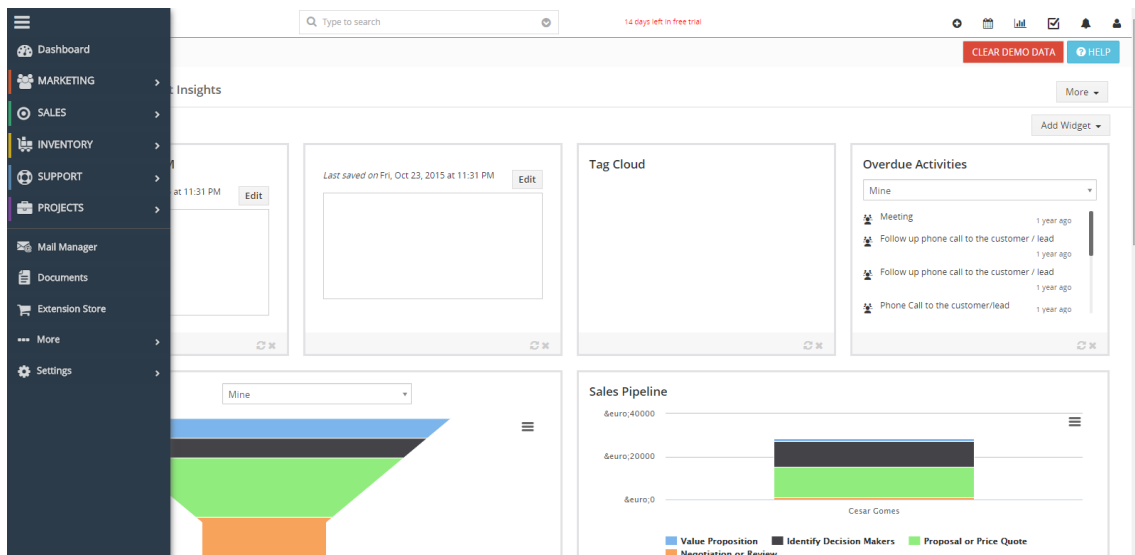 Type to search
14 days left in free trial
CLEAR DEMO DATA
HELP
Dashboard
MARKETING
SALES
INVENTORY
SUPPORT
PROJECTS
Mail Manager
Documents
Extension Store
More
Settings
t Insights
More
Add Widget
at 11:31 PM
Edit
Last saved on Fri, Oct 23, 2015 at 11:31 PM
Edit
Tag Cloud
Overdue Activities
Mine
Meeting
1 year ago
Follow up phone call to the customer / lead
1 year ago
Follow up phone call to the customer / lead
1 year ago
Phone Call to the customer/lead
1 year ago
Mine
Sales Pipeline
&euro;40000
&euro;20000
&euro;0
Cesar Gomes
Value Proposition
Identify Decision Makers
Proposal or Price Quote
Negotiation or Review